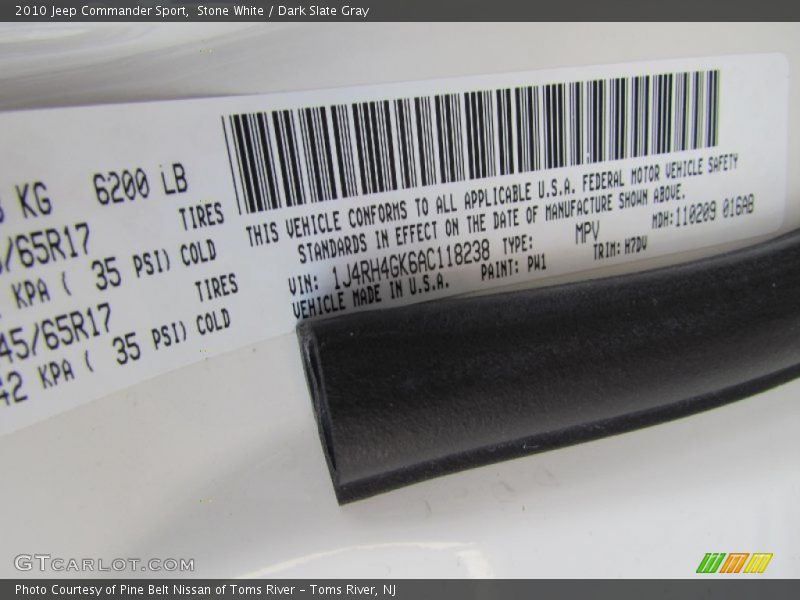 2010 Jeep Commander Sport, Stone White / Dark Slate Gray
KG 6200 LB
/65R17 TIRES
KPA ( 35 PSI) COLD
45/65R17 TIRES
42 KPA ( 35 PSI) COLD
THIS VEHICLE CONFORMS TO ALL APPLICABLE U.S.A. FEDERAL MOTOR VEHICLE SAFETY
STANDARDS IN EFFECT ON THE DATE OF MANUFACTURE SHOWN ABOVE.
VIN: 1J4RH4GK6AC118238 TYPE: MPV MDH:110209 016AB
VEHICLE MADE IN U.S.A. PAINT: PW1 TRIM: H7DV
GTCARLOT.COM
Photo Courtesy of Pine Belt Nissan of Toms River – Toms River, NJ